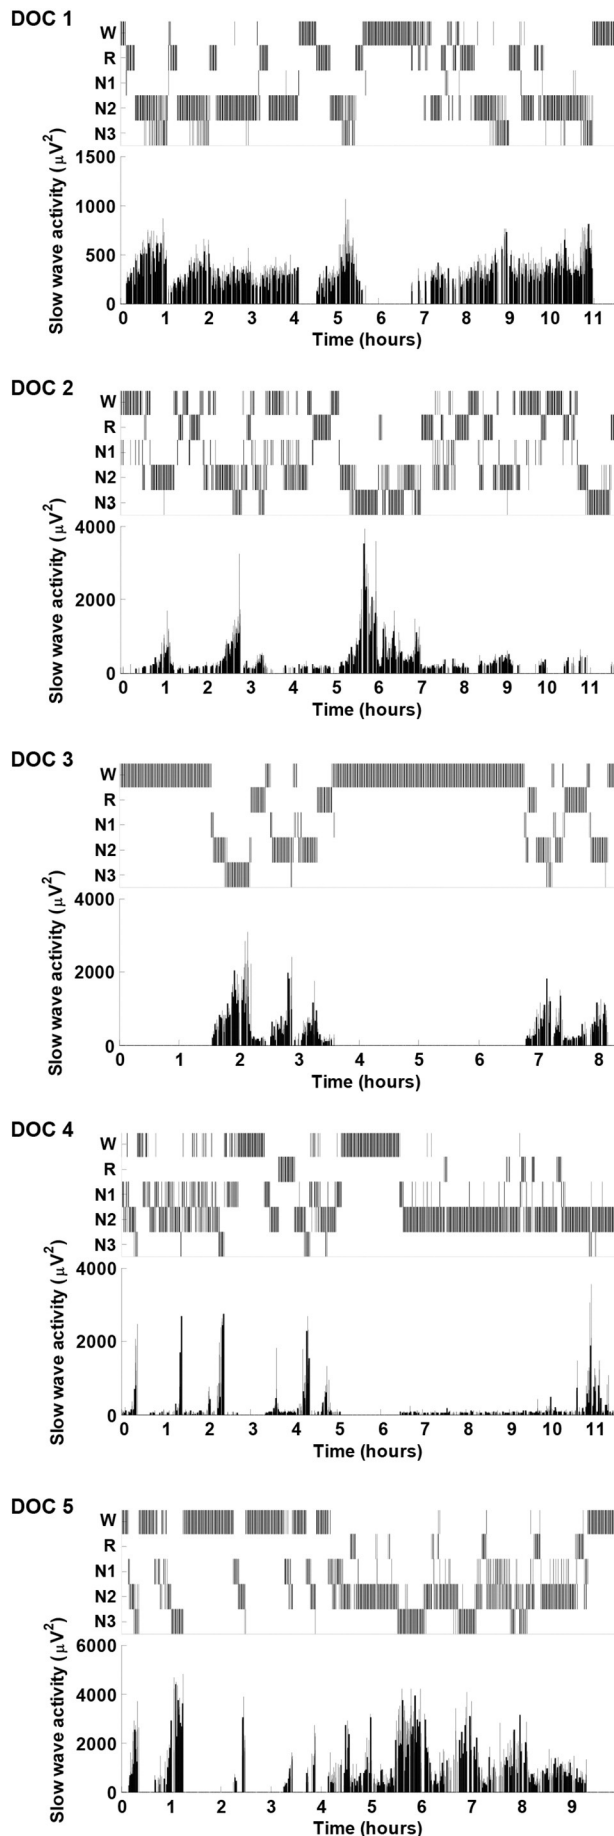 DOC 1
W
R
N1
N2
N3
Slow wave activity (μV²)
1500
1000
500
0
0 1 2 3 4 5 6 7 8 9 10 11
Time (hours)
DOC 2
W
R
N1
N2
N3
Slow wave activity (μV²)
4000
2000
0
0 1 2 3 4 5 6 7 8 9 10 11
Time (hours)
DOC 3
W
R
N1
N2
N3
Slow wave activity (μV²)
4000
2000
0
0 1 2 3 4 5 6 7 8
Time (hours)
DOC 4
W
R
N1
N2
N3
Slow wave activity (μV²)
4000
2000
0
0 1 2 3 4 5 6 7 8 9 10 11
Time (hours)
DOC 5
W
R
N1
N2
N3
Slow wave activity (μV²)
6000
4000
2000
0
0 1 2 3 4 5 6 7 8 9
Time (hours)